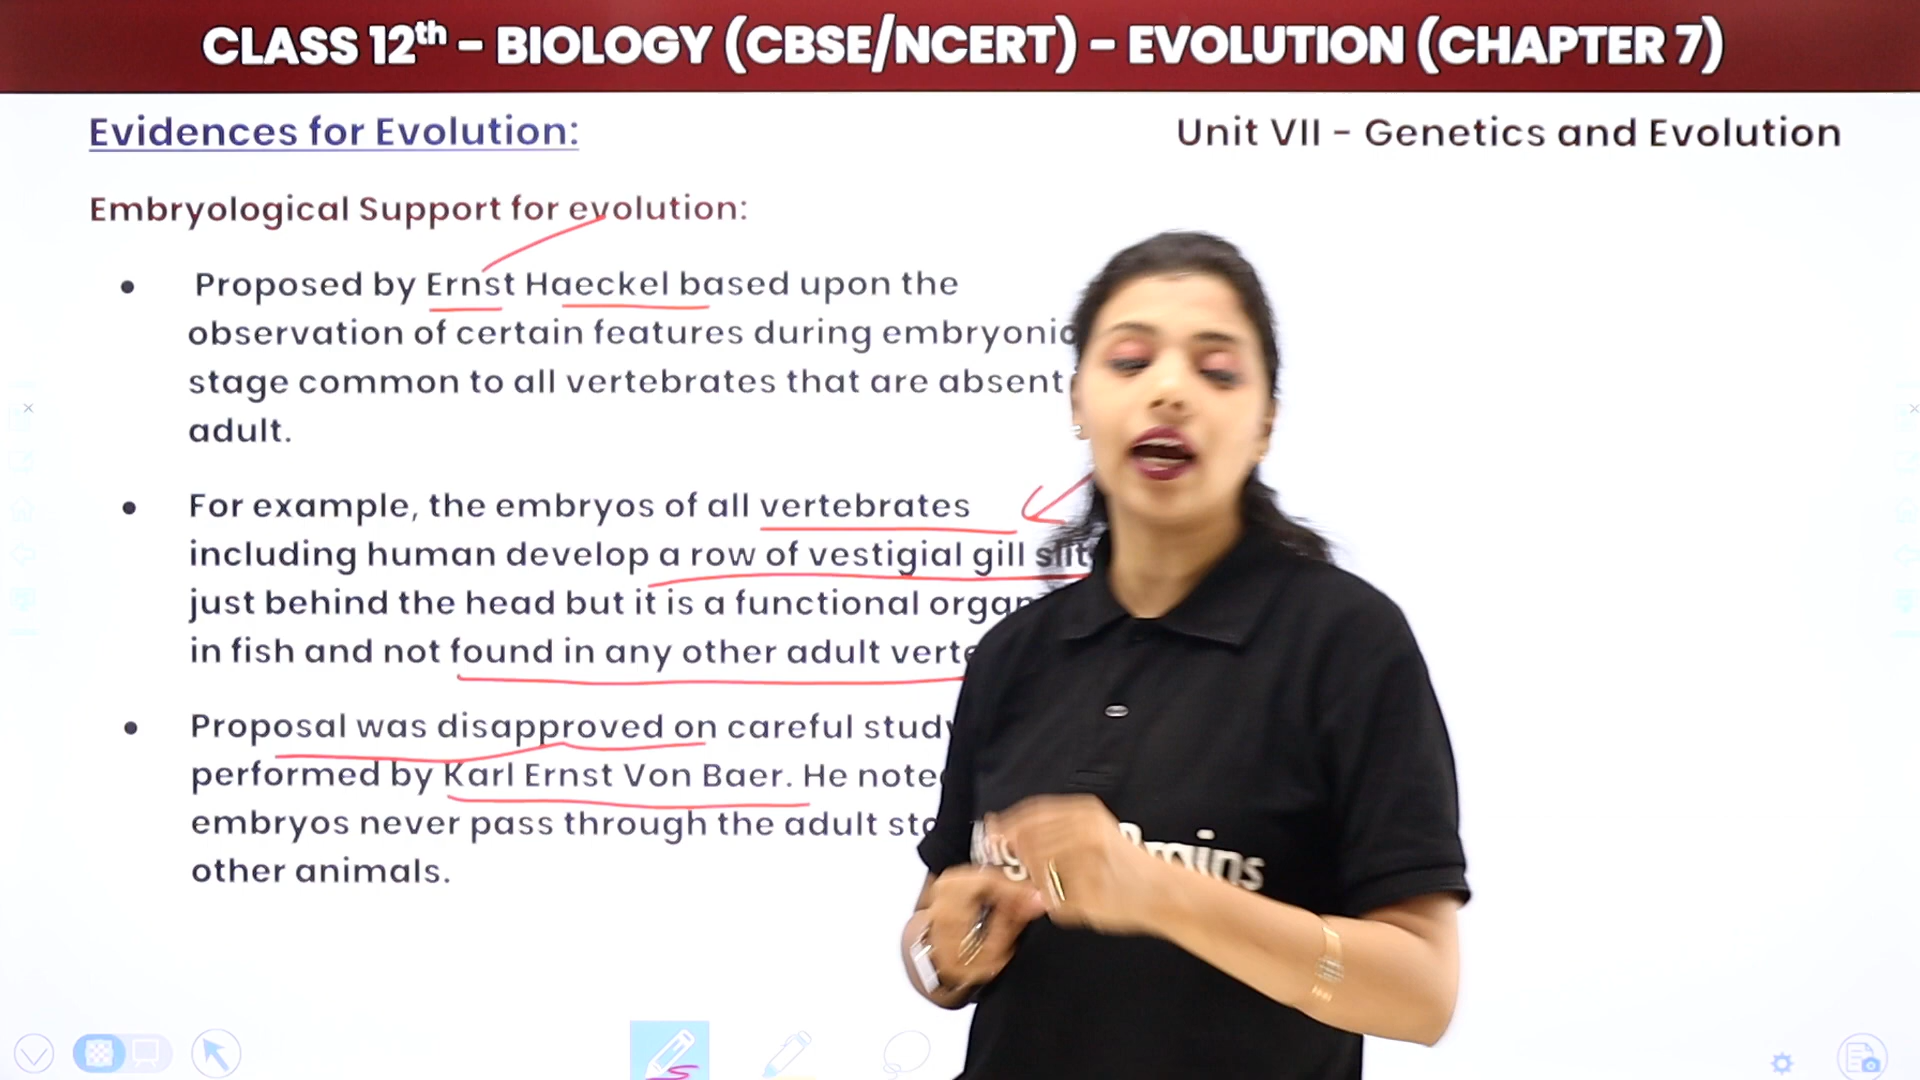 CLASS 12th - BIOLOGY (CBSE/NCERT) - EVOLUTION (CHAPTER 7)
Evidences for Evolution:
Unit VII - Genetics and Evolution
Embryological Support for evolution:
• Proposed by Ernst Haeckel based upon the
observation of certain features during embryonic
stage common to all vertebrates that are absent
adult.
• For example, the embryos of all vertebrates
including human develop a row of vestigial gill slit
just behind the head but it is a functional organ
in fish and not found in any other adult
• Proposal was disapproved on careful study
performed by Karl Ernst Von Baer. He
embryos never pass through the adult
other animals.
mins